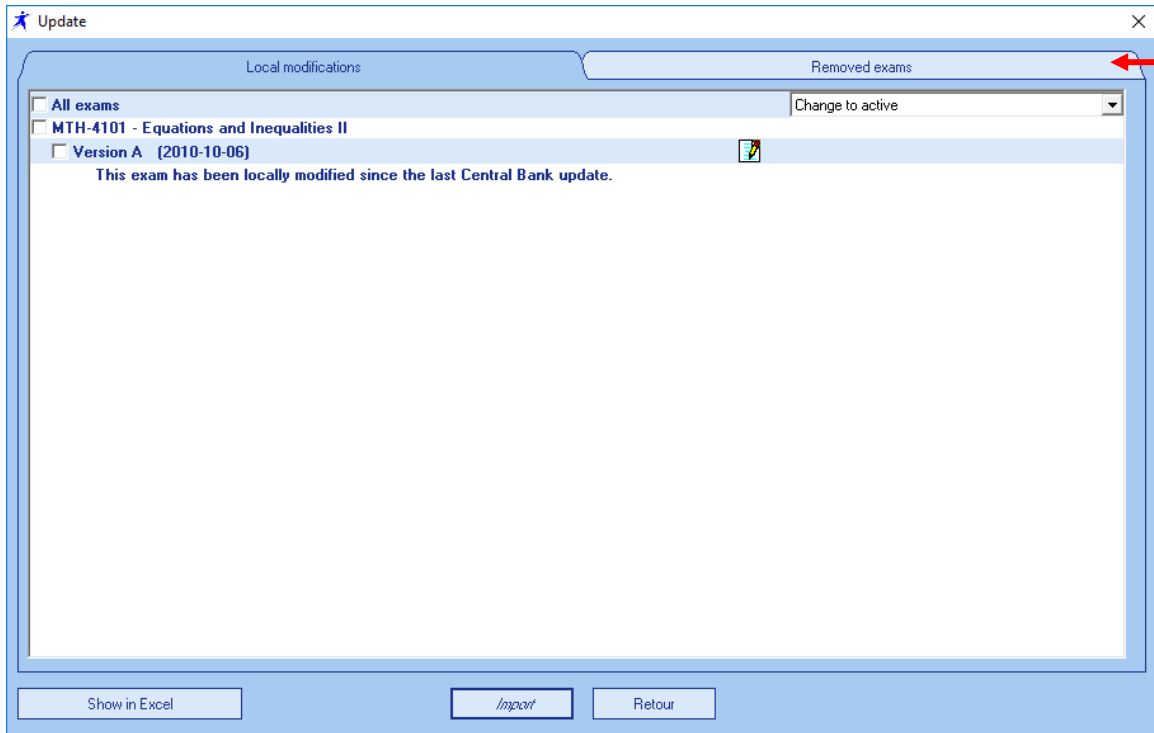 Update
Local modifications
Removed exams
All exams
Change to active
MTH-4101 - Equations and Inequalities II
Version A (2010-10-06)
This exam has been locally modified since the last Central Bank update.
Show in Excel
Import
Retour